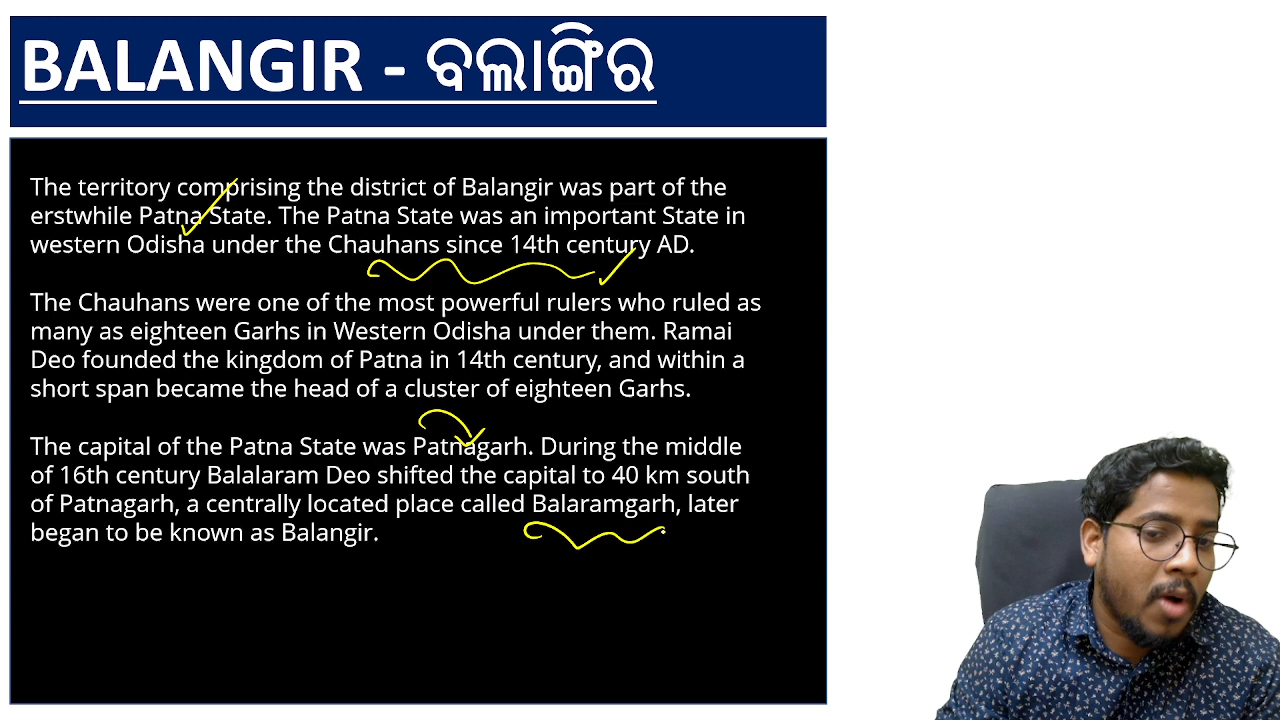 BALANGIR - ବଲାଙ୍ଗିର
The territory comprising the district of Balangir was part of the
erstwhile Patna State. The Patna State was an important State in
western Odisha under the Chauhans since 14th century AD.
The Chauhans were one of the most powerful rulers who ruled as
many as eighteen Garhs in Western Odisha under them. Ramai
Deo founded the kingdom of Patna in 14th century, and within a
short span became the head of a cluster of eighteen Garhs.
The capital of the Patna State was Patnagarh. During the middle
of 16th century Balalaram Deo shifted the capital to 40 km south
of Patnagarh, a centrally located place called Balaramgarh, later
began to be known as Balangir.